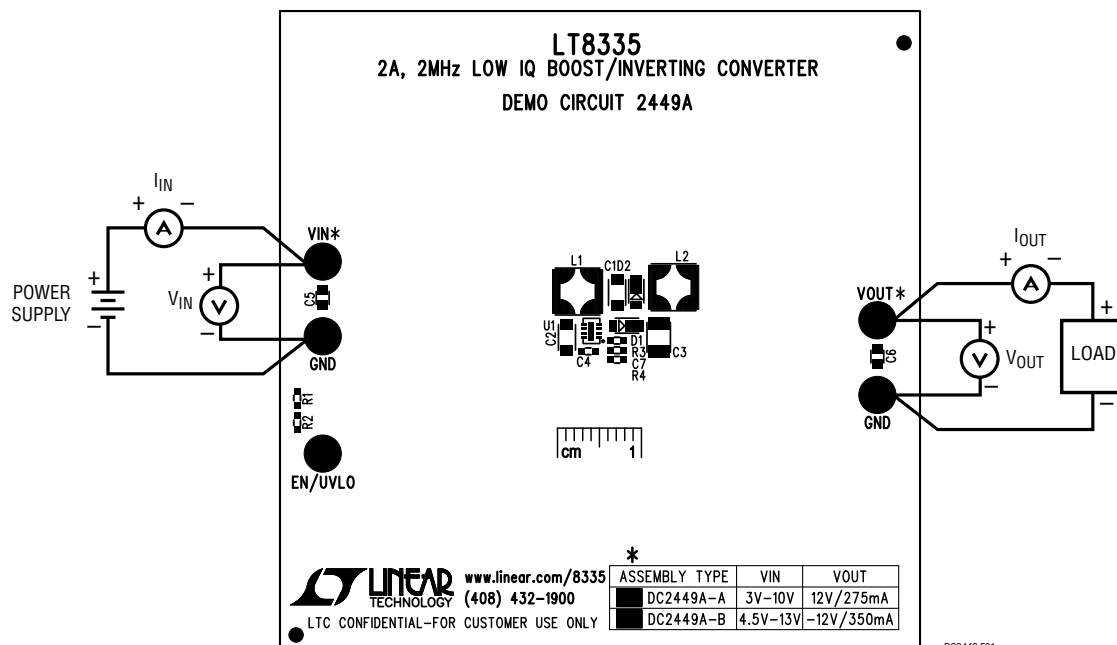 LT8335
2A, 2MHz LOW IQ BOOST/INVERTING CONVERTER
DEMO CIRCUIT 2449A
IIN
+ −
VIN*
+
VIN
−
C5
POWER
SUPPLY
+
−
GND
R1
R2
EN/UVLO
L1
C1
D2
L2
U1
C2
C4
D1
R3
C7
R4
C3
cm 1
IOUT
+ −
VOUT*
+
VOUT
−
C6
+
LOAD
−
GND
*
LINEAR
TECHNOLOGY
www.linear.com/8335
(408) 432-1900
LTC CONFIDENTIAL-FOR CUSTOMER USE ONLY
ASSEMBLY TYPE VIN VOUT
DC2449A-A 3V-10V 12V/275mA
DC2449A-B 4.5V-13V -12V/350mA